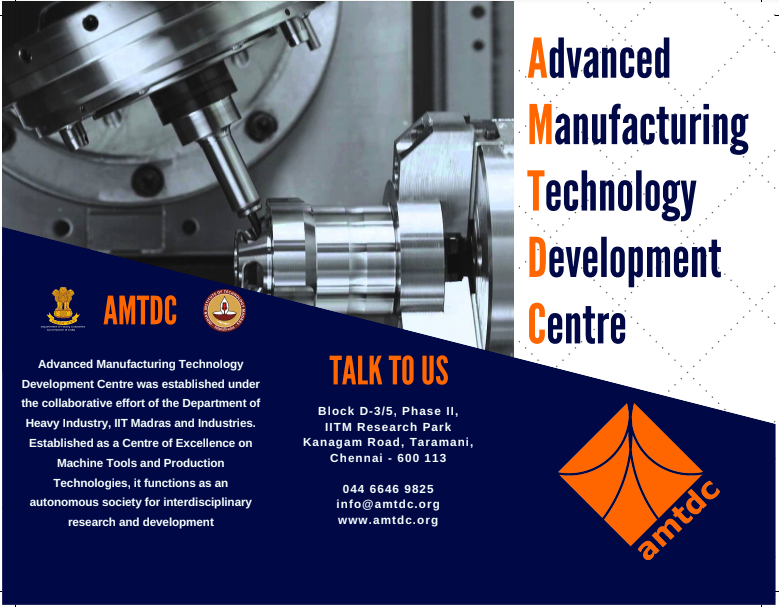 Advanced
Manufacturing
Technology
Development
Centre
AMTDC
Advanced Manufacturing Technology
Development Centre was established under
the collaborative effort of the Department of
Heavy Industry, IIT Madras and Industries.
Established as a Centre of Excellence on
Machine Tools and Production
Technologies, it functions as an
autonomous society for interdisciplinary
research and development
TALK TO US
Block D-3/5, Phase II,
IITM Research Park
Kanagam Road, Taramani,
Chennai - 600 113
044 6646 9825
info@amtdc.org
www.amtdc.org
amtdc